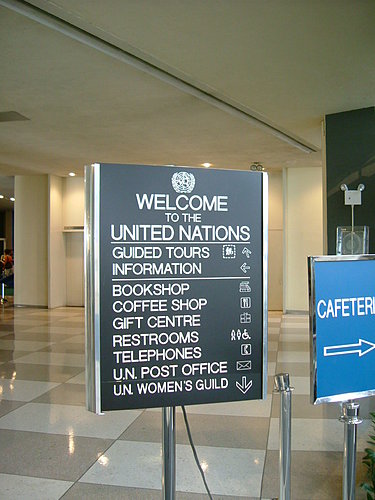 WELCOME
TO THE
UNITED NATIONS
GUIDED TOURS
INFORMATION
BOOKSHOP
COFFEE SHOP
GIFT CENTRE
RESTROOMS
TELEPHONES
U.N. POST OFFICE
U.N. WOMEN'S GUILD
CAFETERI